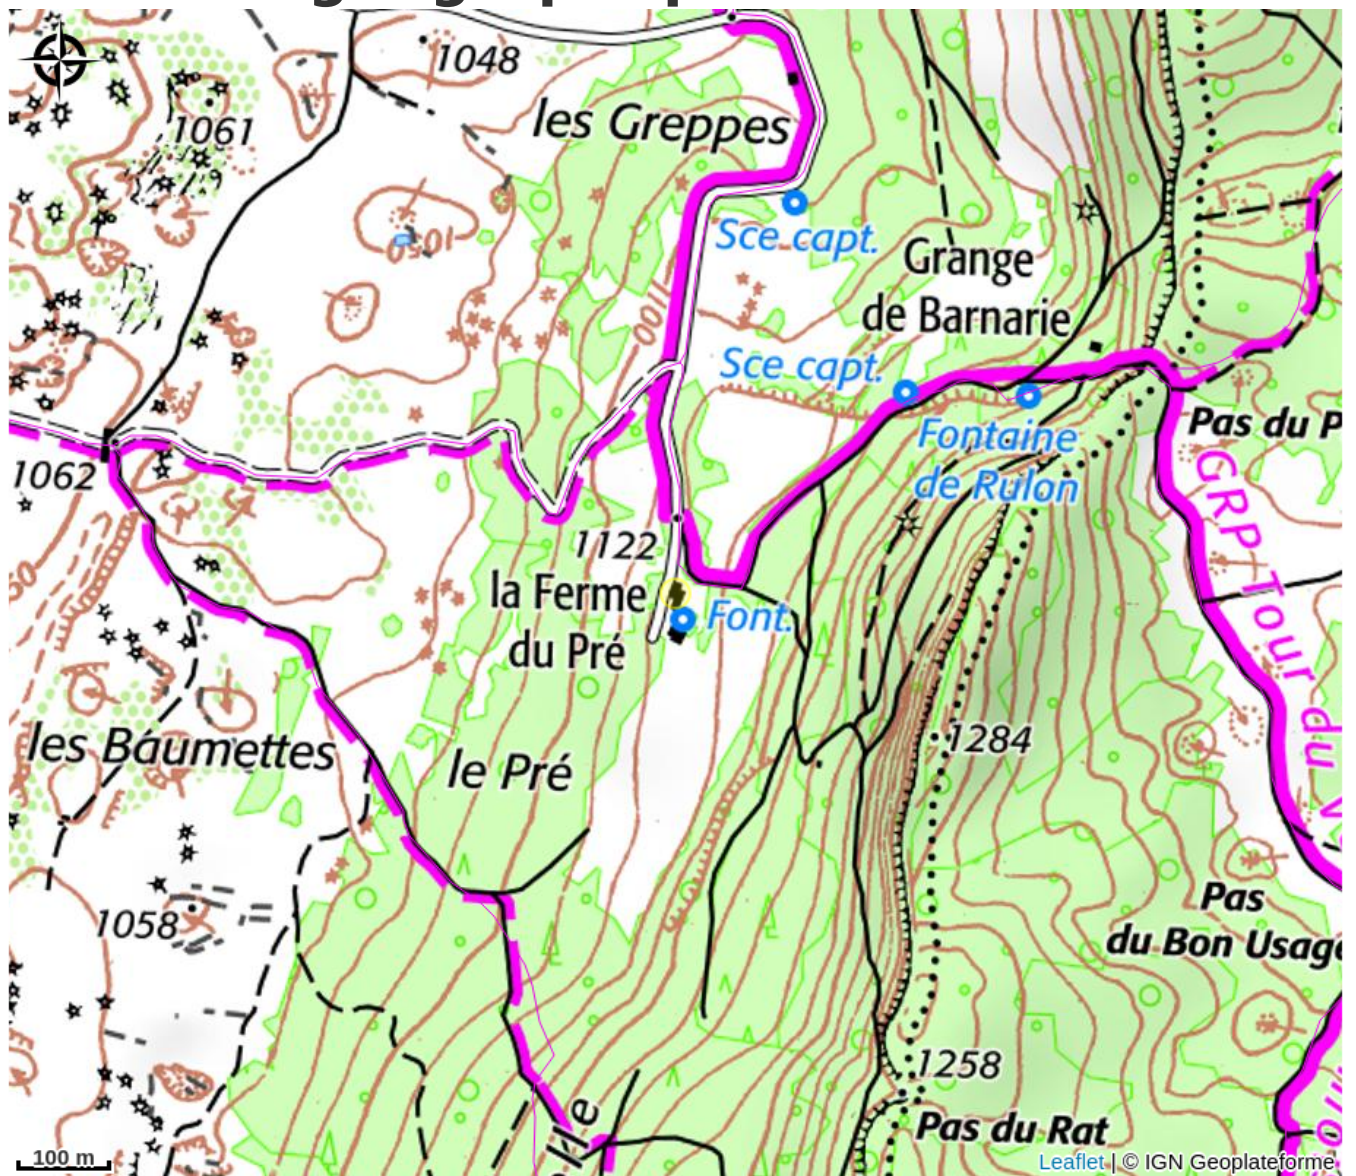 1048
les Greppes
1061
1050
Sce capt.
Grange
de Barnarie
1100
Sce capt.
Pas du P
Fontaine
de Rulon
1062
GRP Tour du V
1122
la Ferme
du Pré
Font.
les Baumettes
le Pré
1284
1058
Pas
du Bon Usage
1258
Pas du Rat
100 m
Leaflet | © IGN Geoplateforme